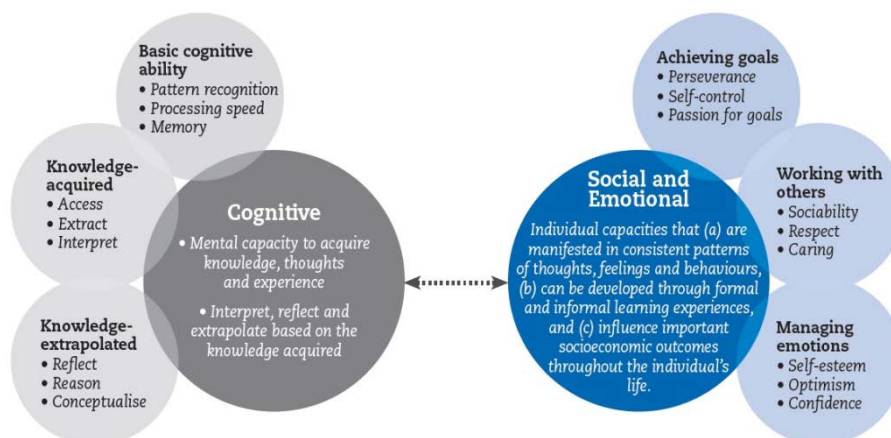 Basic cognitive
ability
• Pattern recognition
• Processing speed
• Memory
Knowledge-
acquired
• Access
• Extract
• Interpret
Knowledge-
extrapolated
• Reflect
• Reason
• Conceptualise
Cognitive
• Mental capacity to acquire
knowledge, thoughts
and experience
• Interpret, reflect and
extrapolate based on the
knowledge acquired
Social and
Emotional
Individual capacities that (a) are
manifested in consistent patterns
of thoughts, feelings and behaviours,
(b) can be developed through formal
and informal learning experiences,
and (c) influence important
socioeconomic outcomes
throughout the individual's
life.
Achieving goals
• Perseverance
• Self-control
• Passion for goals
Working with
others
• Sociability
• Respect
• Caring
Managing
emotions
• Self-esteem
• Optimism
• Confidence